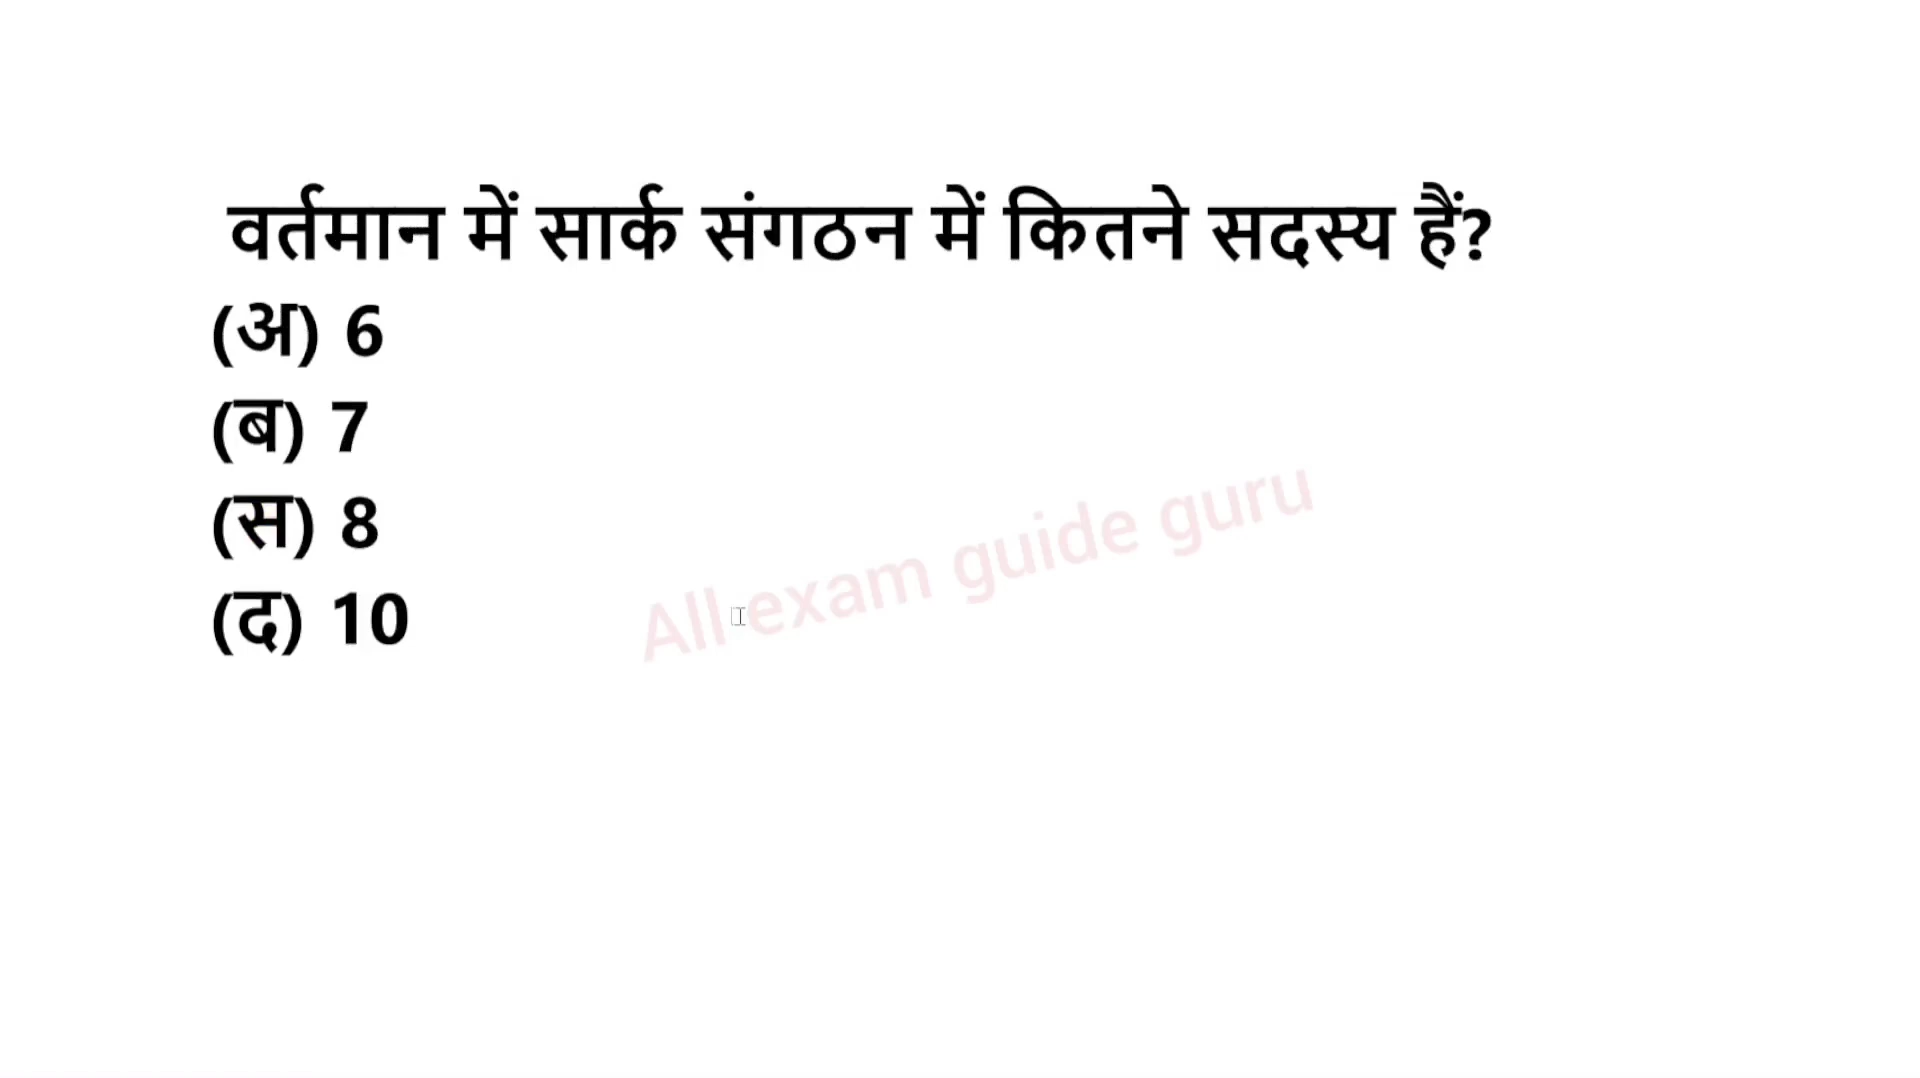 वर्तमान में सार्क संगठन में कितने सदस्य हैं?
(अ) 6
(ब) 7
(स) 8
(द) 10
All exam guide guru